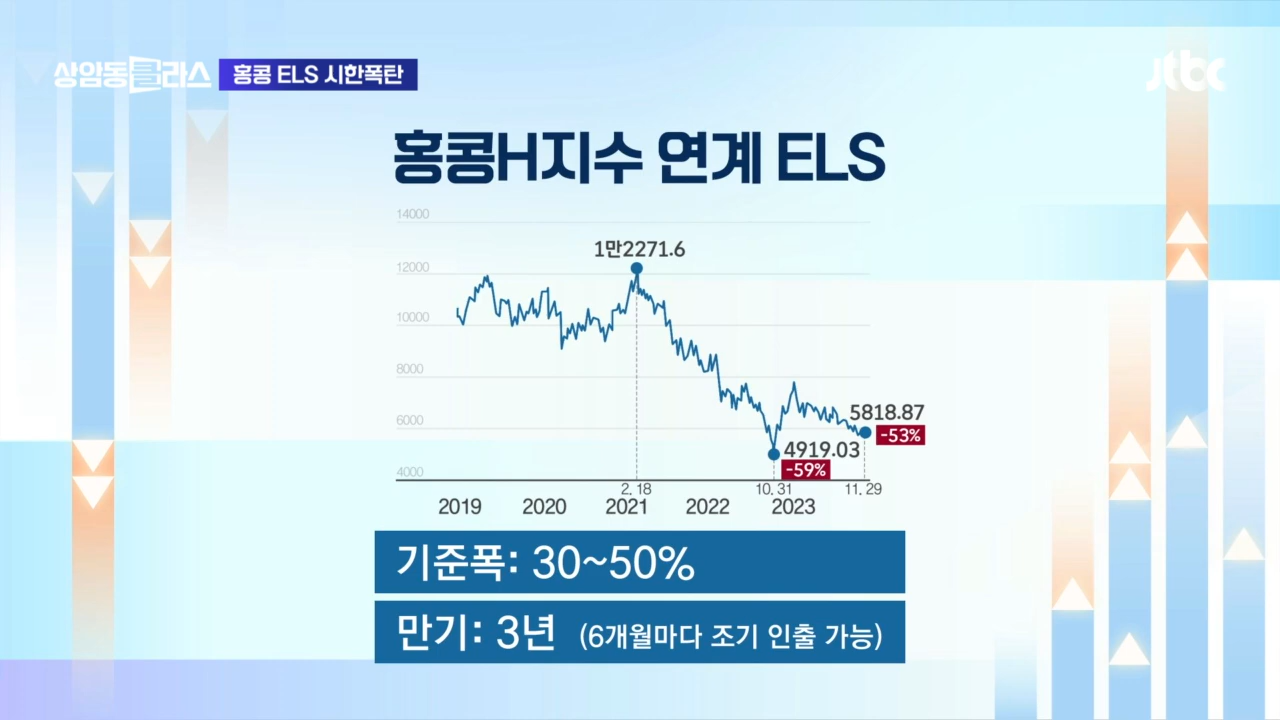 상암동클라스 홍콩 ELS 시한폭탄
jtbc
홍콩H지수 연계 ELS
14000
1만2271.6
12000
10000
8000
6000
5818.87
-53%
4919.03
-59%
4000
2. 18 10. 31 11. 29
2019 2020 2021 2022 2023
기준폭: 30~50%
만기: 3년 (6개월마다 조기 인출 가능)